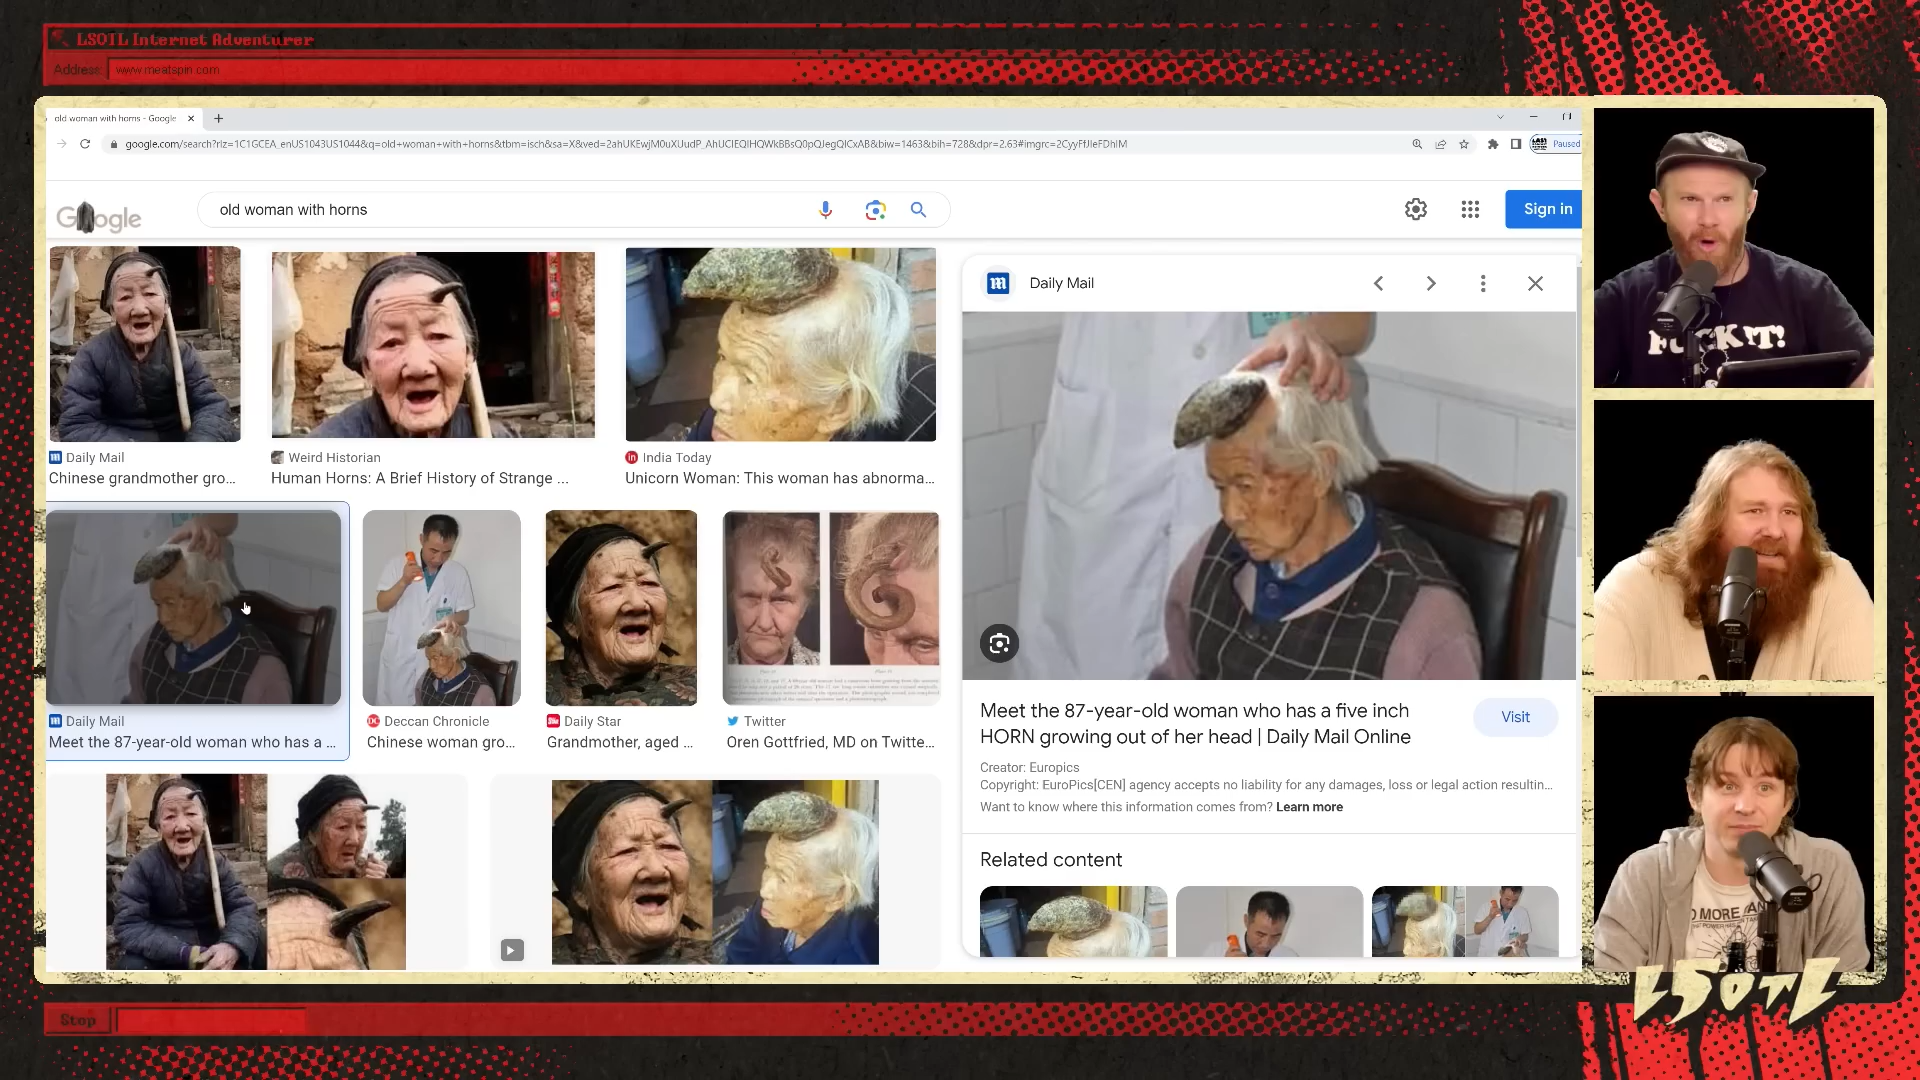 LSOTL Internet Adventurer
Address: www.meatspin.com
old woman with horns - Google
google.com/search?rlz=1C1GCEA_enUS1043US1044&q=old+woman+with+horns&tbm=isch&sa=X&ved=2ahUKEwjM0uXUudP_AhUCIEQIHQWkBBsQ0pQJegQICxAB&biw=1463&bih=728&dpr=2.63#imgrc=2CyyFfJIeFDhIM
Paused
Google
old woman with horns
Sign in
Daily Mail
Daily Mail
Chinese grandmother gro...
Weird Historian
Human Horns: A Brief History of Strange ...
India Today
Unicorn Woman: This woman has abnorma...
Daily Mail
Meet the 87-year-old woman who has a ...
Deccan Chronicle
Chinese woman gro...
Daily Star
Grandmother, aged ...
Twitter
Oren Gottfried, MD on Twitte...
Meet the 87-year-old woman who has a five inch
HORN growing out of her head | Daily Mail Online
Visit
Creator: Europics
Copyright: EuroPics[CEN] agency accepts no liability for any damages, loss or legal action resultin...
Want to know where this information comes from? Learn more
Related content
FUCK IT!
LSOTL
Stop